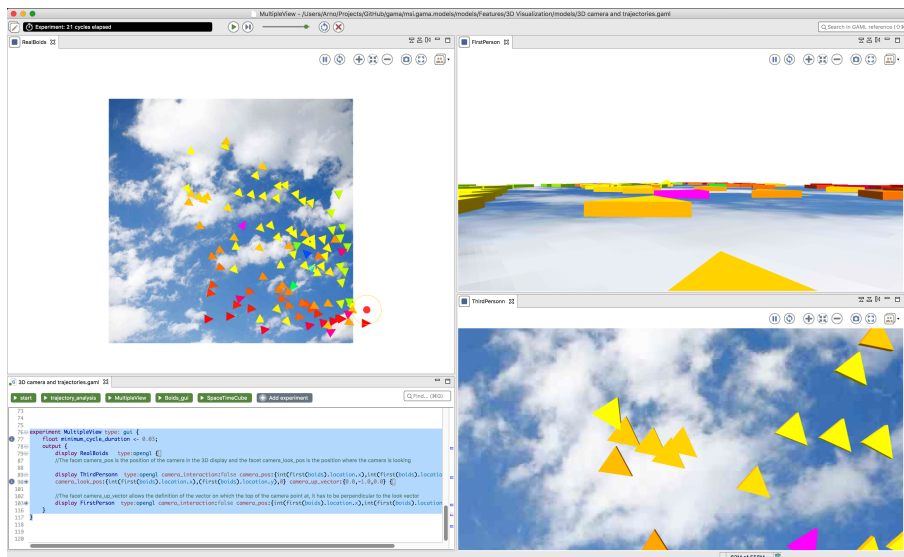 MultipleView - /Users/Arno/Projects/GitHub/gama/msi.gama.models/models/Features/3D Visualization/models/3D camera and trajectories.gaml
Experiment: 21 cycles elapsed
Search in GAML reference
RealBoids
FirstPerson
ThirdPersonn
3D camera and trajectories.gaml
start
trajectory_analysis
MultipleView
Boids_gui
SpaceTimeCube
Add experiment
Find... (⌘G)
73
74
75
76 experiment MultipleView type: gui {
77 float minimum_cycle_duration <- 0.03;
78 output {
79 display RealBoids type:opengl {
87 //The facet camera_pos is the position of the camera in the 3D display and the facet camera_look_pos is the position where the camera is looking.
88
89 display ThirdPersonn type:opengl camera_interaction:false camera_pos:{int(first(boids).location.x),int(first(boids).locatio
90 camera_look_pos:{int(first(boids).location.x),(first(boids).location.y),0} camera_up_vector:{0.0,-1.0,0.0} {
101
102 //The facet camera_up_vector allows the definition of the vector on which the top of the camera point at, it has to be perpendicular to the look vector
103 display FirstPerson type:opengl camera_interaction:false camera_pos:{int(first(boids).location.x),int(first(boids).location
116 }
117 }
118
119
120